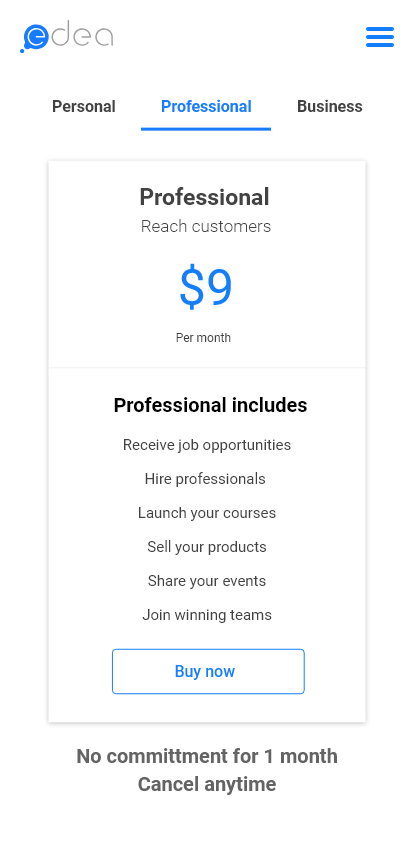 edea
Personal Professional Business
Professional
Reach customers
$9
Per month
Professional includes
Receive job opportunities
Hire professionals
Launch your courses
Sell your products
Share your events
Join winning teams
Buy now
No committment for 1 month
Cancel anytime